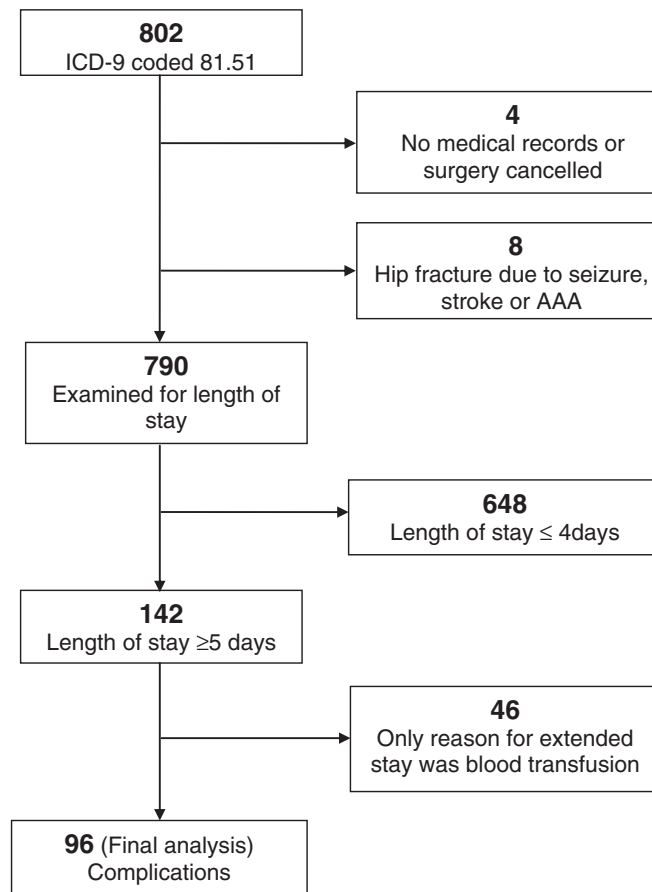 802
ICD-9 coded 81.51
4
No medical records or
surgery cancelled
8
Hip fracture due to seizure,
stroke or AAA
790
Examined for length of
stay
648
Length of stay ≤ 4days
142
Length of stay ≥5 days
46
Only reason for extended
stay was blood transfusion
96 (Final analysis)
Complications